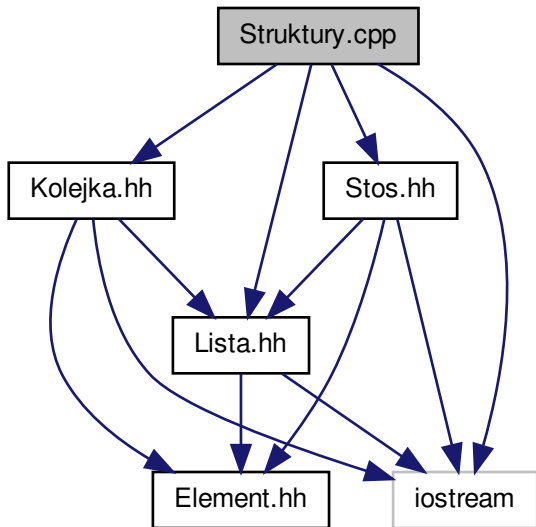 Struktury.cpp
Kolejka.hh
Stos.hh
Lista.hh
Element.hh
iostream